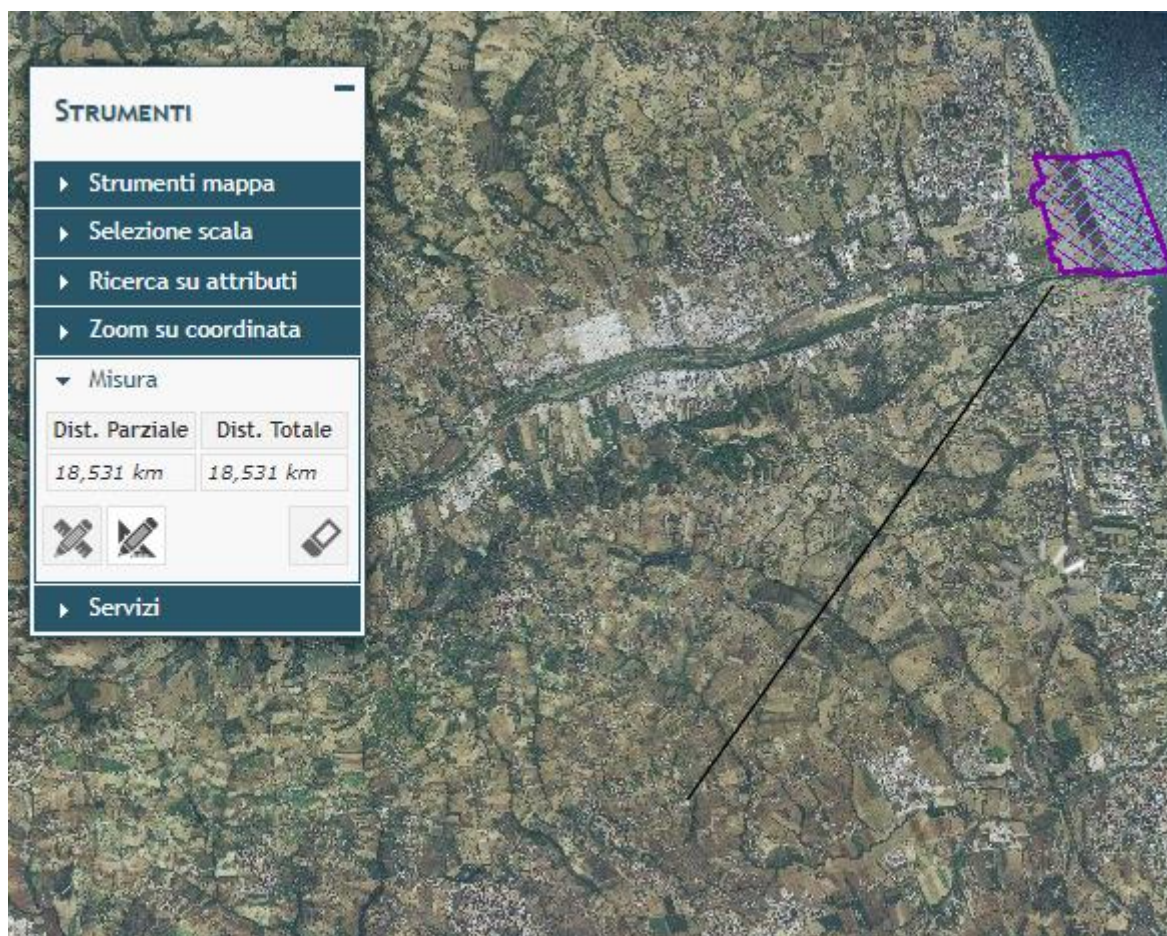 STRUMENTI
Strumenti mappa
Selezione scala
Ricerca su attributi
Zoom su coordinata
Misura
Dist. Parziale Dist. Totale
18,531 km 18,531 km
Servizi